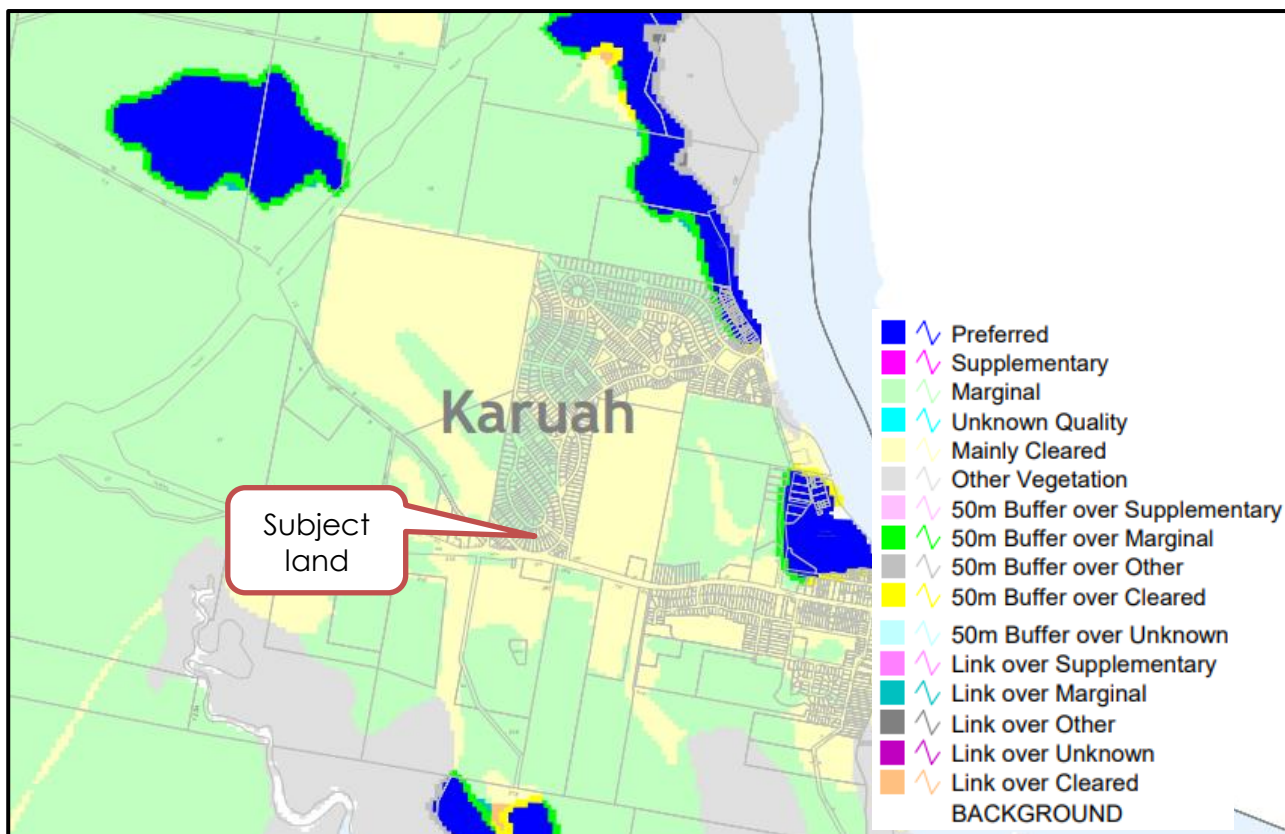 Karuah
Subject
land
Preferred
Supplementary
Marginal
Unknown Quality
Mainly Cleared
Other Vegetation
50m Buffer over Supplementary
50m Buffer over Marginal
50m Buffer over Other
50m Buffer over Cleared
50m Buffer over Unknown
Link over Supplementary
Link over Marginal
Link over Other
Link over Unknown
Link over Cleared
BACKGROUND